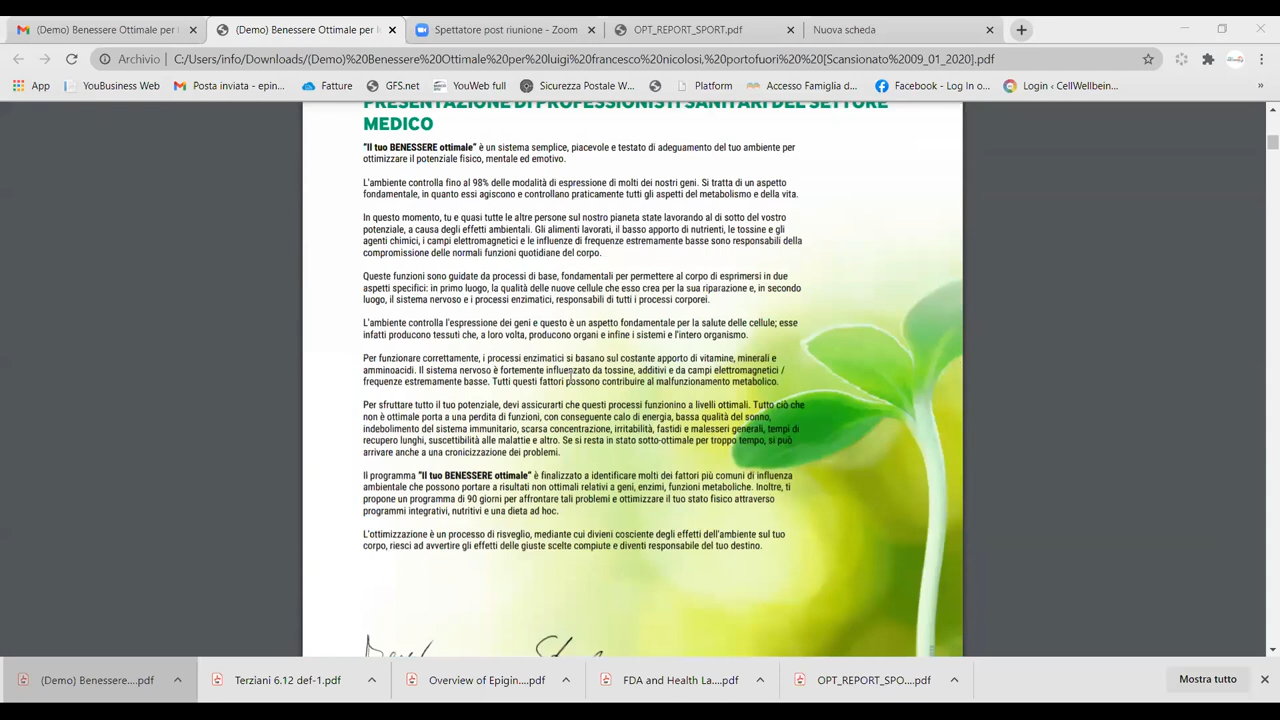 (Demo) Benessere Ottimale per
(Demo) Benessere Ottimale per
Spettatore post riunione - Zoom
OPT_REPORT_SPORT.pdf
Nuova scheda
Archivio
C:/Users/info/Downloads/(Demo)%20Benessere%20Ottimale%20per%20luigi%20francesco%20nicolosi,%20portofuori%20%20[Scansionato%2009_01_2020].pdf
App
YouBusiness Web
Posta inviata - epin...
Fatture
GFS.net
YouWeb full
Sicurezza Postale W...
Platform
Accesso Famiglia d...
Facebook - Log In o...
Login ‹ CellWellbein...
»
PRESENTAZIONE DI PROFESSIONISTI SANITARI DEL SETTORE
MEDICO
"Il tuo BENESSERE ottimale" è un sistema semplice, piacevole e testato di adeguamento del tuo ambiente per
ottimizzare il potenziale fisico, mentale ed emotivo.
L'ambiente controlla fino al 98% delle modalità di espressione di molti dei nostri geni. Si tratta di un aspetto
fondamentale, in quanto essi agiscono e controllano praticamente tutti gli aspetti del metabolismo e della vita.
In questo momento, tu e quasi tutte le altre persone sul nostro pianeta state lavorando al di sotto del vostro
potenziale, a causa degli effetti ambientali. Gli alimenti lavorati, il basso apporto di nutrienti, le tossine e gli
agenti chimici, i campi elettromagnetici e le influenze di frequenze estremamente basse sono responsabili della
compromissione delle normali funzioni quotidiane del corpo.
Queste funzioni sono guidate da processi di base, fondamentali per permettere al corpo di esprimersi in due
aspetti specifici: in primo luogo, la qualità delle nuove cellule che esso crea per la sua riparazione e, in secondo
luogo, il sistema nervoso e i processi enzimatici, responsabili di tutti i processi corporei.
L'ambiente controlla l'espressione dei geni e questo è un aspetto fondamentale per la salute delle cellule; esse
infatti producono tessuti che, a loro volta, producono organi e infine i sistemi e l'intero organismo.
Per funzionare correttamente, i processi enzimatici si basano sul costante apporto di vitamine, minerali e
amminoacidi. Il sistema nervoso è fortemente influenzato da tossine, additivi e da campi elettromagnetici /
frequenze estremamente basse. Tutti questi fattori possono contribuire al malfunzionamento metabolico.
Per sfruttare tutto il tuo potenziale, devi assicurarti che questi processi funzionino a livelli ottimali. Tutto ciò che
non è ottimale porta a una perdita di funzioni, con conseguente calo di energia, bassa qualità del sonno,
indebolimento del sistema immunitario, scarsa concentrazione, irritabilità, fastidi e malesseri generali, tempi di
recupero lunghi, suscettibilità alle malattie e altro. Se si resta in stato sotto-ottimale per troppo tempo, si può
arrivare anche a una cronicizzazione dei problemi.
Il programma "Il tuo BENESSERE ottimale" è finalizzato a identificare molti dei fattori più comuni di influenza
ambientale che possono portare a risultati non ottimali relativi a geni, enzimi, funzioni metaboliche. Inoltre, ti
propone un programma di 90 giorni per affrontare tali problemi e ottimizzare il tuo stato fisico attraverso
programmi integrativi, nutritivi e una dieta ad hoc.
L'ottimizzazione è un processo di risveglio, mediante cui divieni cosciente degli effetti dell'ambiente sul tuo
corpo, riesci ad avvertire gli effetti delle giuste scelte compiute e diventi responsabile del tuo destino.
(Demo) Benesse....pdf
Terziani 6.12 def-1.pdf
Overview of Epigin....pdf
FDA and Health La....pdf
OPT_REPORT_SPO....pdf
Mostra tutto